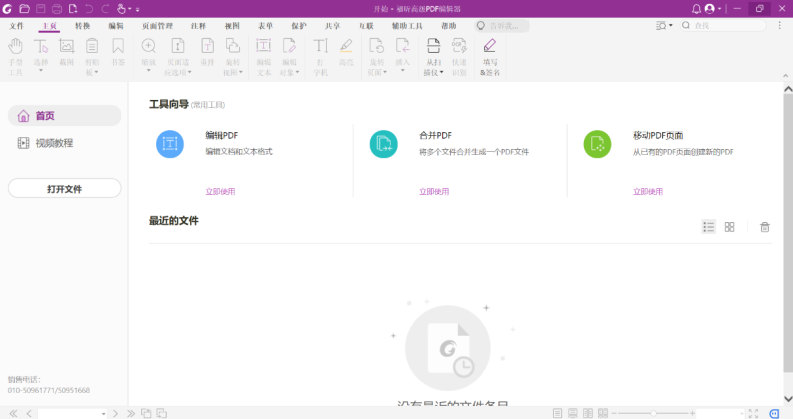 开始 - 福昕高级PDF编辑器
文件 主页 转换 编辑 页面管理 注释 视图 表单 保护 共享 互联 辅助工具 帮助 告诉我... 查找
手型工具 选择 截图 剪贴板 书签 缩放 页面适应选项 重排 旋转视图 编辑文本 编辑对象 打字机 高亮 旋转页面 插入 从扫描仪 快速识别 填写&签名
首页
视频教程
打开文件
工具向导 (常用工具)
编辑PDF
编辑文档和文本格式
立即使用
合并PDF
将多个文件合并生成一个PDF文件
立即使用
移动PDF页面
从已有的PDF页面创建新的PDF
立即使用
最近的文件
没有最近的文件条目
销售电话:
010-50961771/50951668